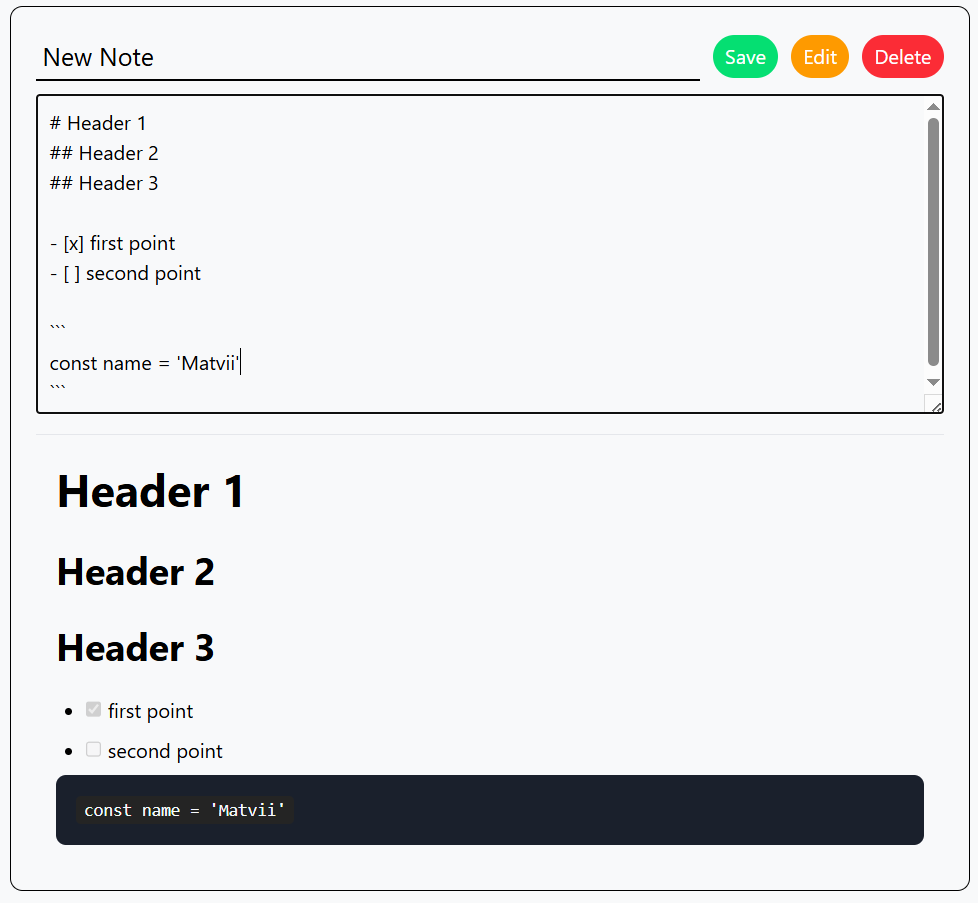 New Note
Save
Edit
Delete
# Header 1
## Header 2
## Header 3
- [x] first point
- [ ] second point
```
const name = 'Matvii'
```
Header 1
Header 2
Header 3
first point
second point
const name = 'Matvii'